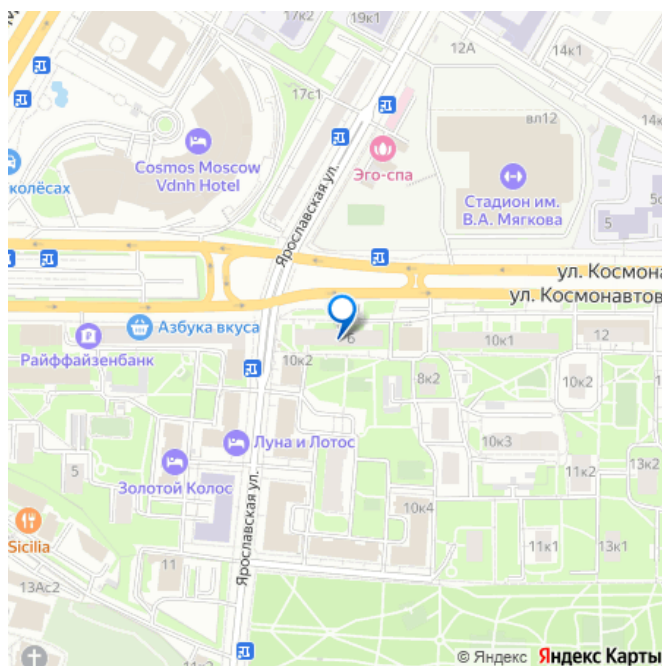 17к2
19к1
12А
14к1
17с1
вл12
14к
Cosmos Moscow
Vdnh Hotel
Эго-спа
колёсах
Стадион им.
В.А. Мягкова
5
Ярославская ул.
ул. Космона
ул. Космонавтов
Азбука вкуса
Райффайзенбанк
6
10к1
12
10к2
8к2
10к2
Луна и Лотос
10к3
5
Золотой Колос
11к2
13к2
Sicilia
10к4
Ярославская ул.
11
11к1
13к1
13Ас2
© Яндекс Яндекс Карты